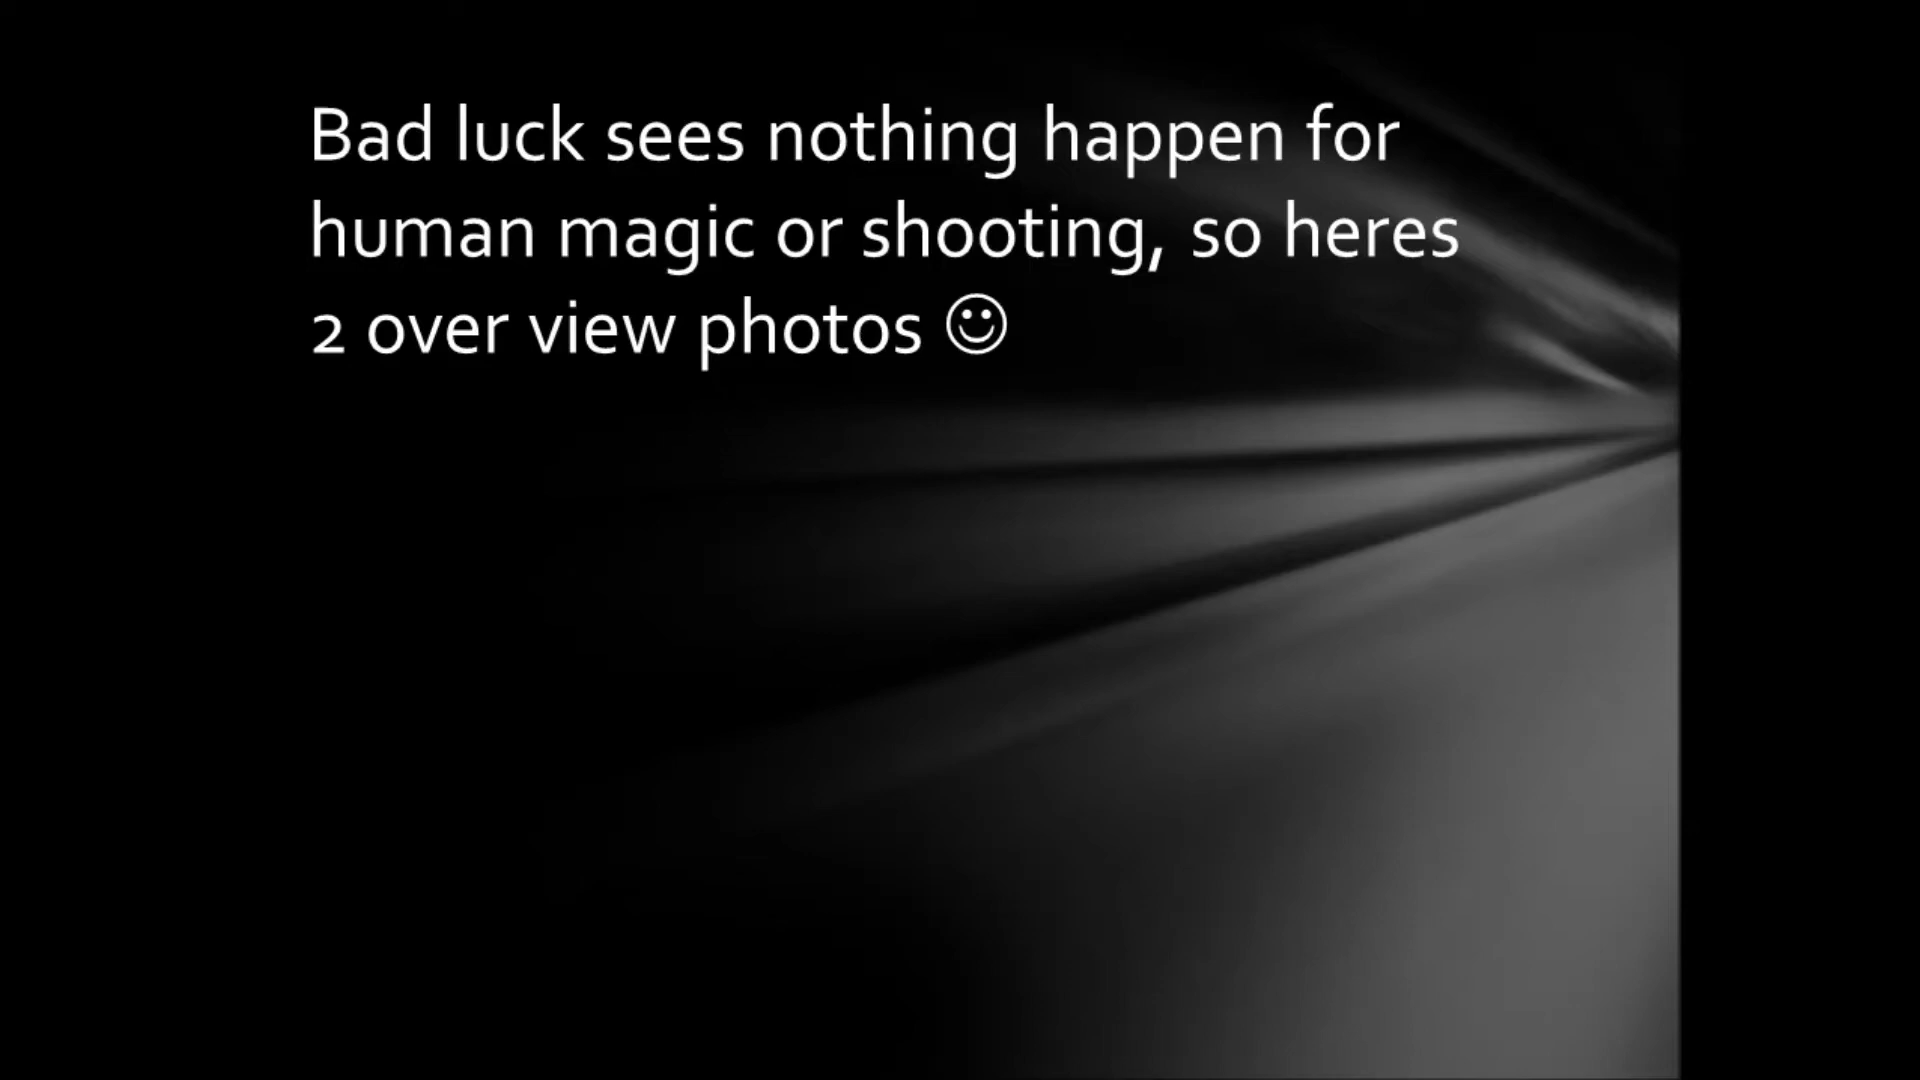 Bad luck sees nothing happen for
human magic or shooting, so heres
2 over view photos ☺